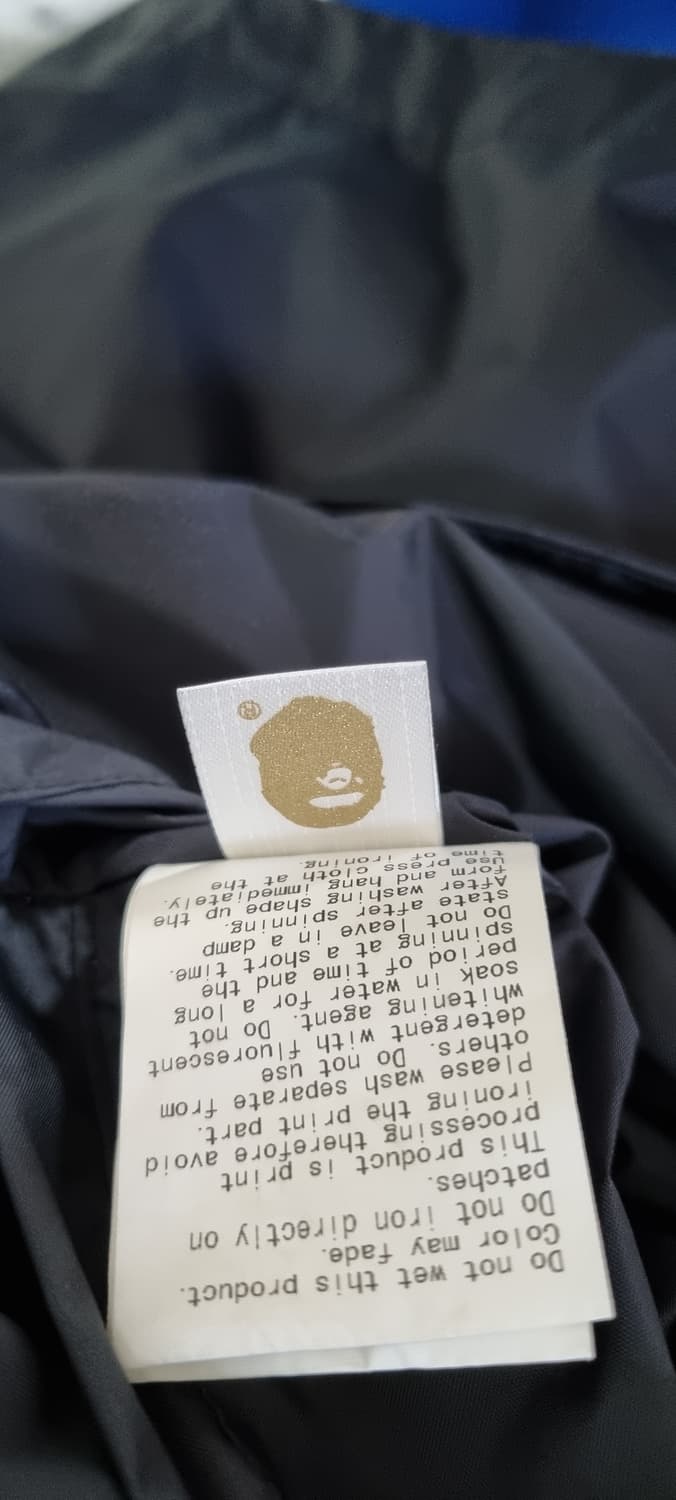 Do not wet this product.
Color may fade.
Do not iron directly on
patches.
This product is print
processing therefore avoid
ironing the print part.
Please wash separate from
others. Do not use
detergent with fluorescent
whitening agent. Do not
soak in water for a long
period of time and the
spinning at a short time.
Do not leave in a damp
state after spinning.
After washing shape up the
form and hang immediately.
Use press cloth at the
time of ironing.
®